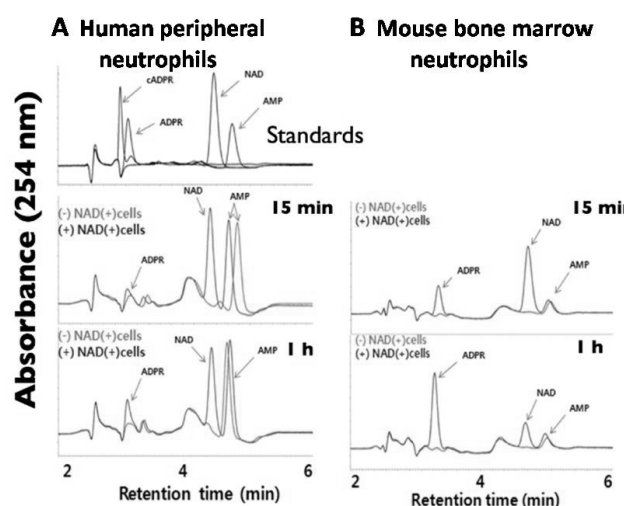 A Human peripheral neutrophils
B Mouse bone marrow neutrophils
Absorbance (254 nm)
cADPR
ADPR
NAD
AMP
Standards
15 min
(-) NAD(+)cells
(+) NAD(+)cells
NAD
AMP
ADPR
1 h
(-) NAD(+)cells
(+) NAD(+)cells
NAD
AMP
ADPR
2 4 6
Retention time (min)
15 min
(-) NAD(+)cells
(+) NAD(+)cells
NAD
ADPR
AMP
1 h
(-) NAD(+)cells
(+) NAD(+)cells
ADPR
NAD
AMP
2 4 6
Retention time (min)